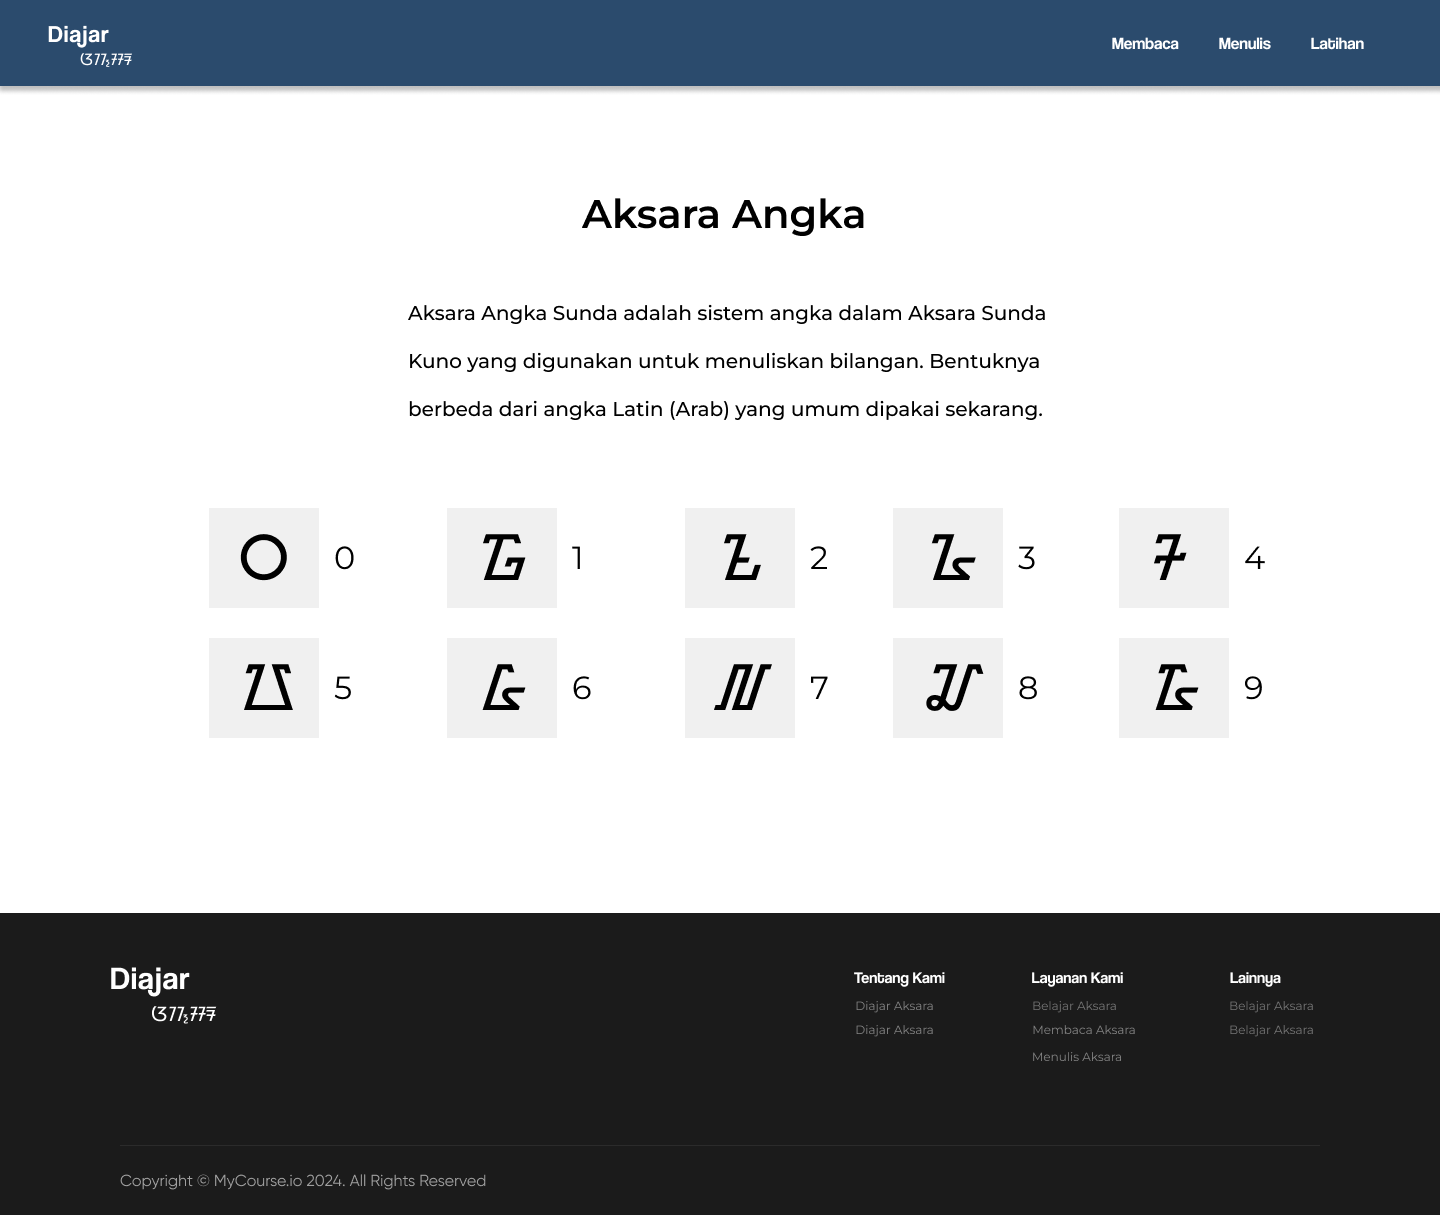 Diajar
Membaca Menulis Latihan
Aksara Angka
Aksara Angka Sunda adalah sistem angka dalam Aksara Sunda
Kuno yang digunakan untuk menuliskan bilangan. Bentuknya
berbeda dari angka Latin (Arab) yang umum dipakai sekarang.
᮰ 0 ᮱ 1 ᮲ 2 ᮳ 3 ᮴ 4
᮵ 5 ᮶ 6 ᮷ 7 ᮸ 8 ᮹ 9
Diajar
Tentang Kami
Diajar Aksara
Diajar Aksara
Layanan Kami
Belajar Aksara
Membaca Aksara
Menulis Aksara
Lainnya
Belajar Aksara
Belajar Aksara
Copyright © MyCourse.io 2024. All Rights Reserved